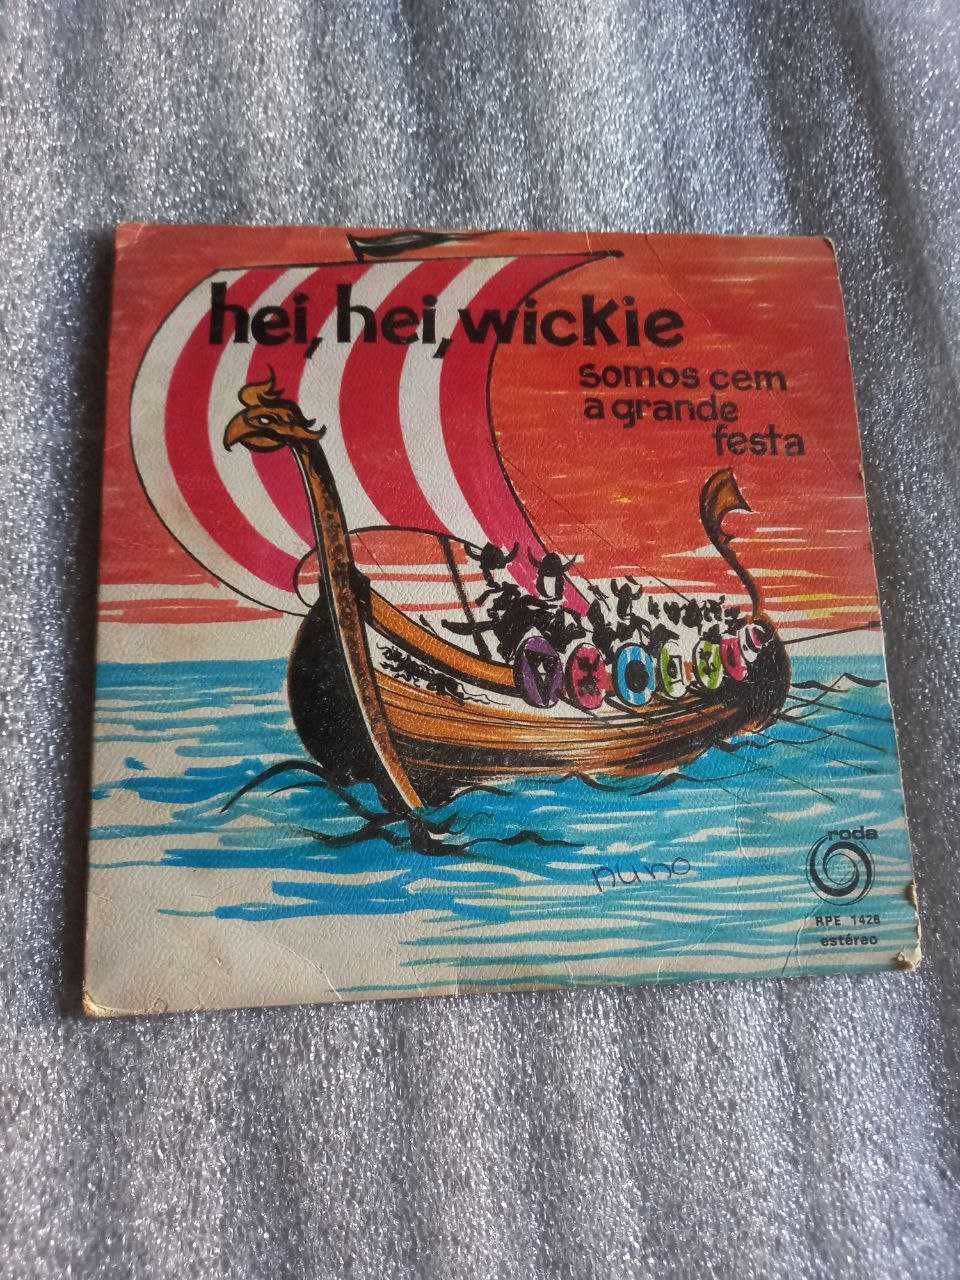 hei, hei, wickie
somos cem
a grande
festa
nuno
roda
RPE 1428
estéreo